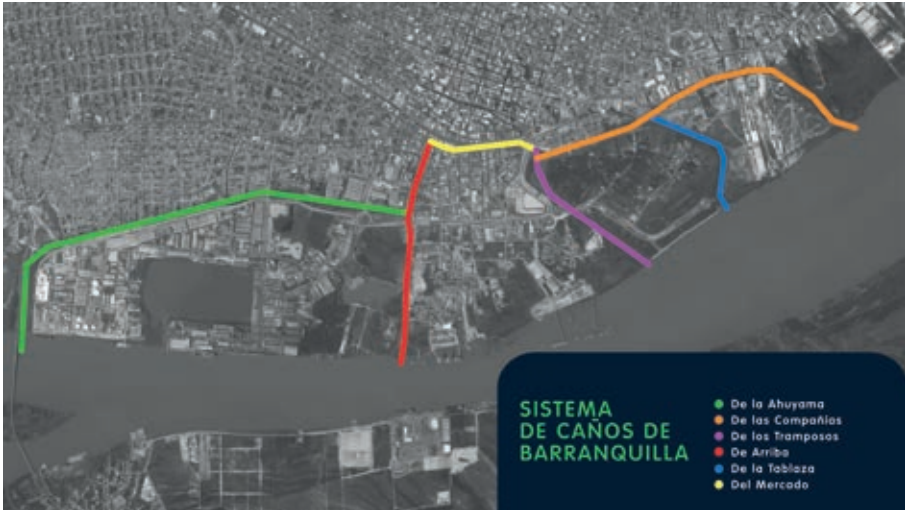 SISTEMA
DE CAÑOS DE
BARRANQUILLA
De la Ahuyama
De las Compañías
De los Tramposos
De Arriba
De la Tablaza
Del Mercado